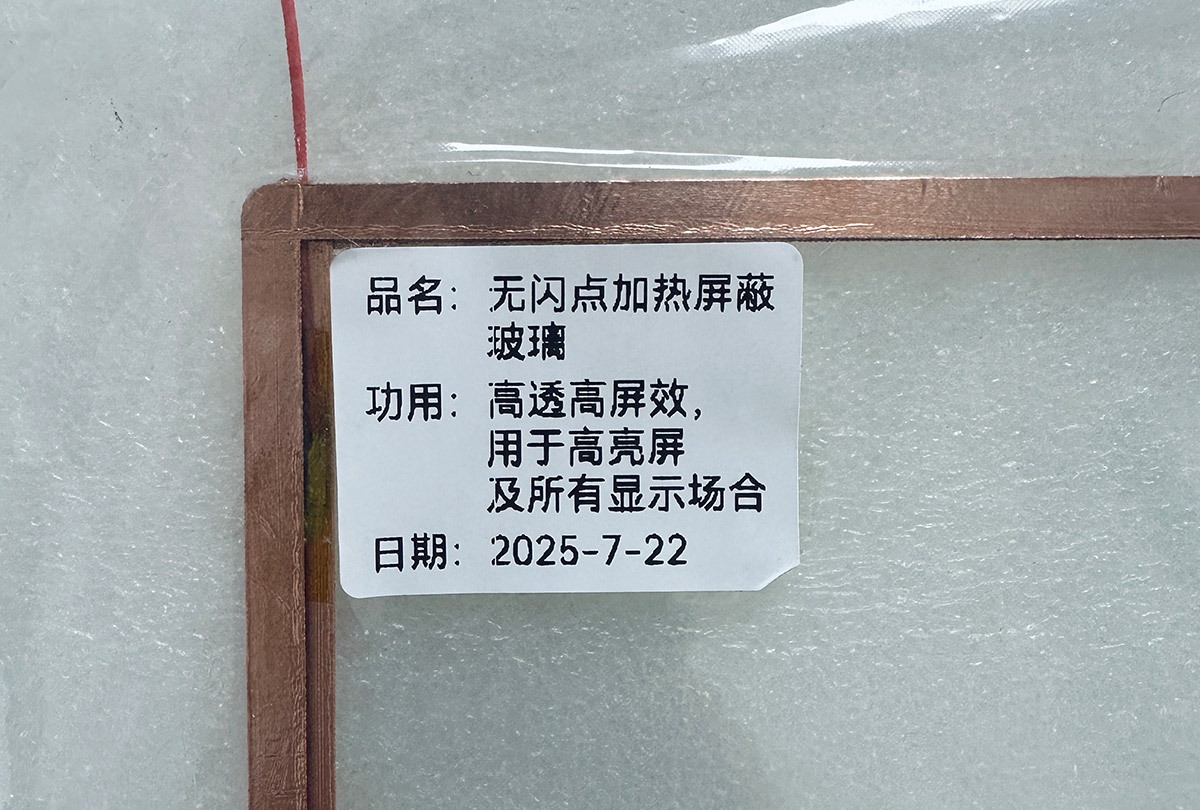 品名：无闪点加热屏蔽
玻璃
功用：高透高屏效，
用于高亮屏
及所有显示场合
日期：2025-7-22